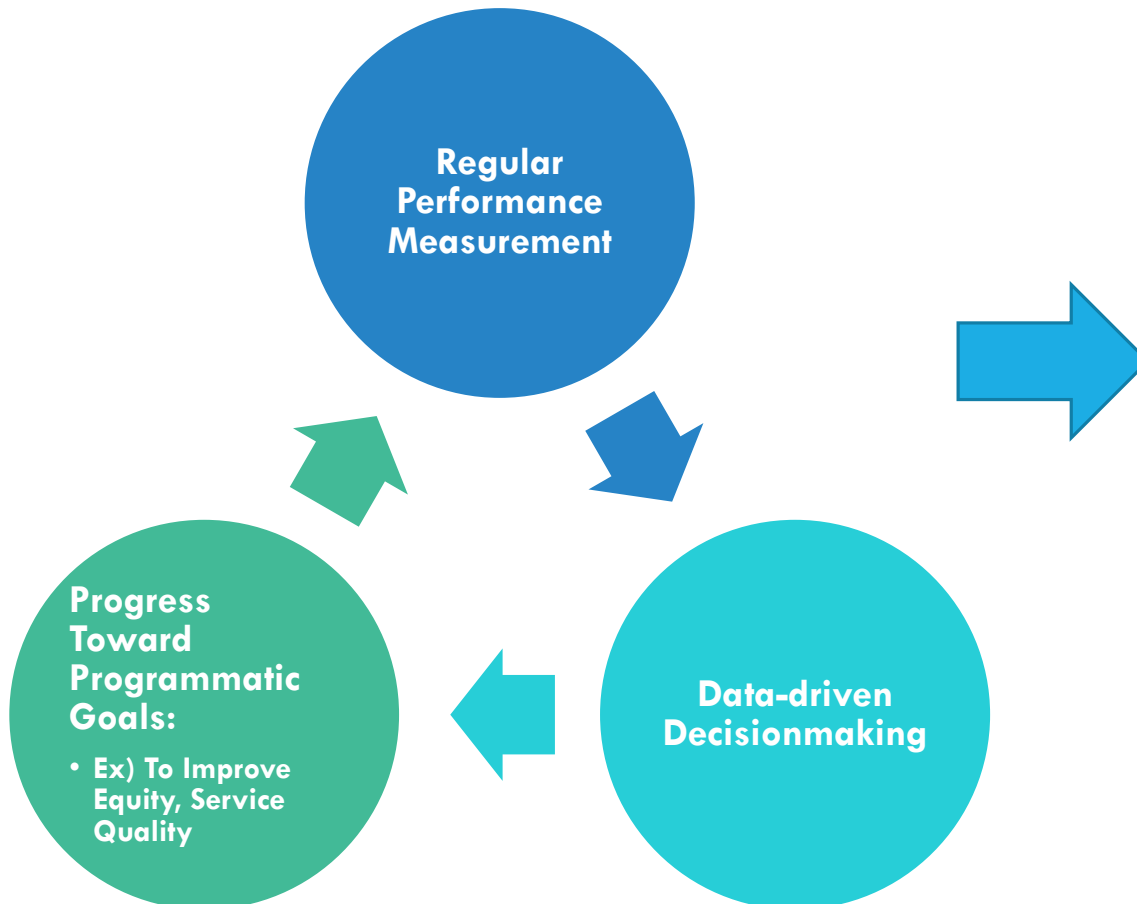 Regular
Performance
Measurement
Data-driven
Decisionmaking
Progress
Toward
Programmatic
Goals:
• Ex) To Improve
Equity, Service
Quality